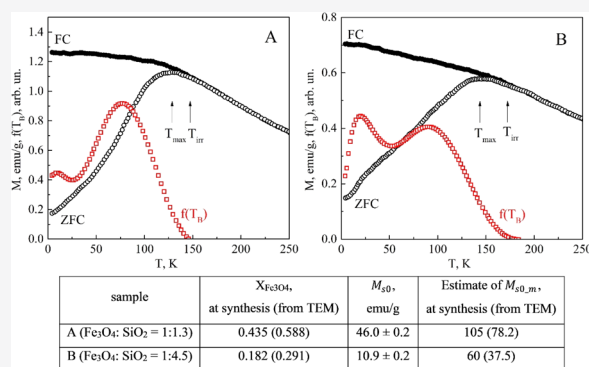 M, emu/g, f(T_B), arb. un.
1.4
1.2
1.0
0.8
0.6
0.4
0.2
0.0
FC
A
T_max T_irr
ZFC
f(T_B)
0 50 100 150 200 250
T, K
M, emu/g, f(T_B), arb. un.
0.8
0.6
0.4
0.2
0.0
FC
B
T_max T_irr
ZFC
f(T_B)
0 50 100 150 200 250
T, K
sample
X_Fe3O4,
at synthesis (from TEM)
M_s0,
emu/g
Estimate of M_s0_m,
at synthesis (from TEM)
A (Fe₃O₄: SiO₂ = 1:1.3) 0.435 (0.588) 46.0 ± 0.2 105 (78.2)
B (Fe₃O₄: SiO₂ = 1:4.5) 0.182 (0.291) 10.9 ± 0.2 60 (37.5)